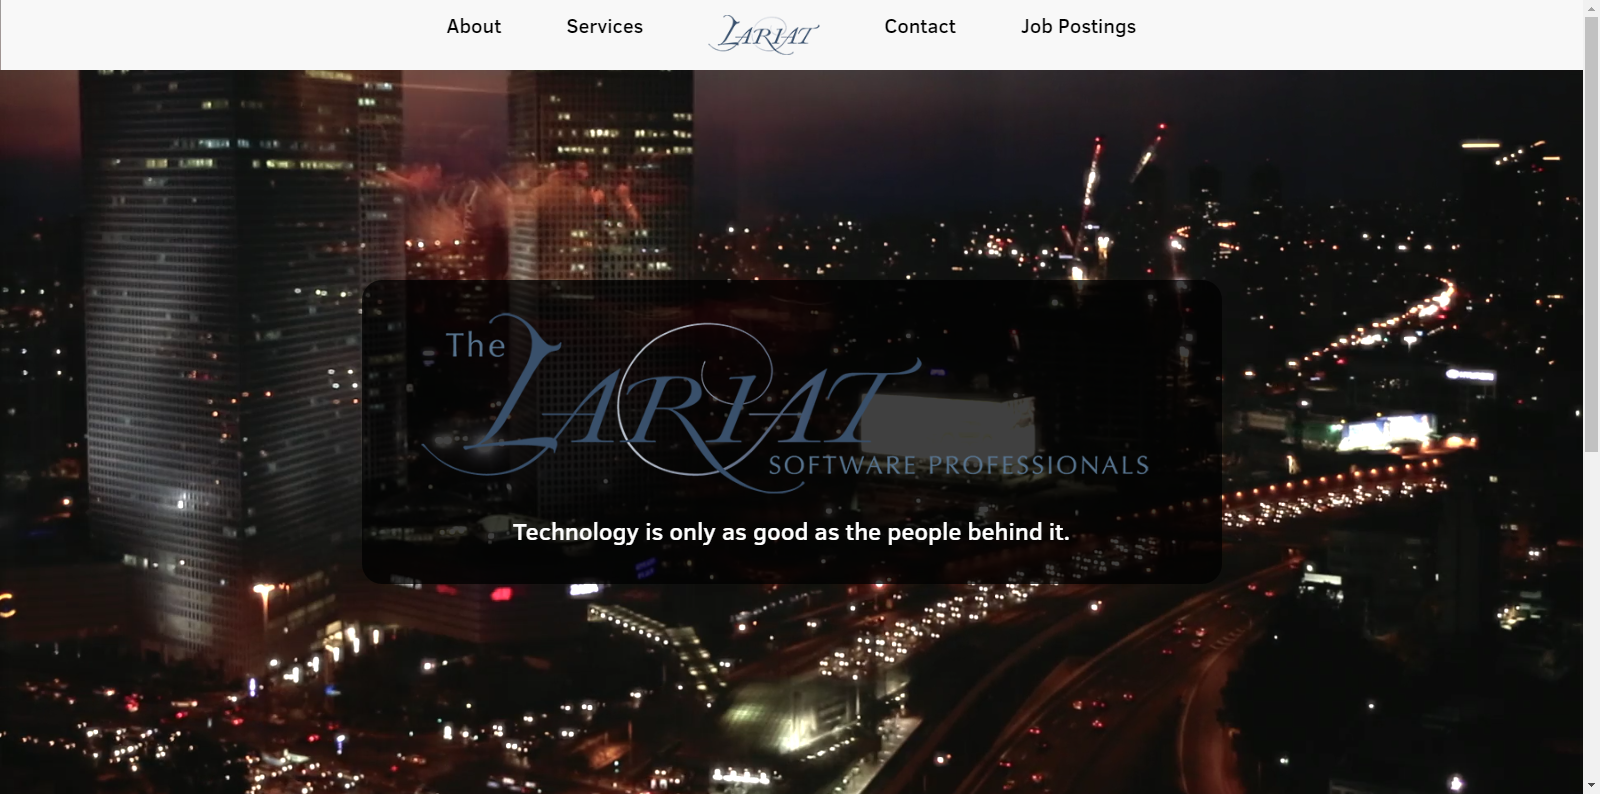 About Services LARIAT Contact Job Postings
The LARIAT
SOFTWARE PROFESSIONALS
Technology is only as good as the people behind it.